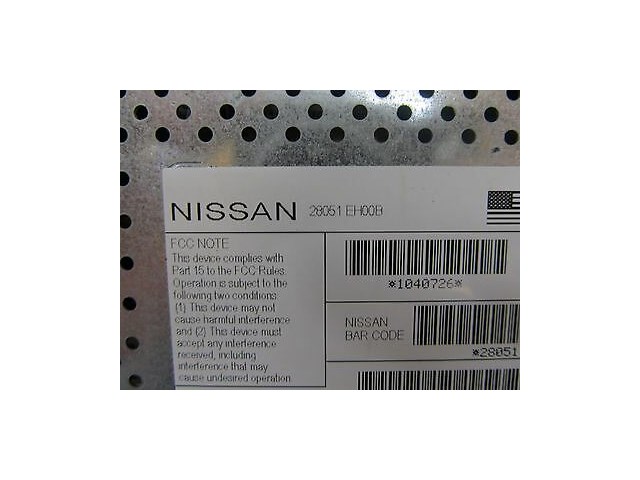 NISSAN 28051 EH00B
FCC NOTE
This device complies with
Part 15 to the FCC Rules.
Operation is subject to the
following two conditions:
(1) This device may not
cause harmful interference
and (2) This device must
accept any interference
received, including
interference that may
cause undesired operation.
*1040726*
NISSAN
BAR CODE
*28051